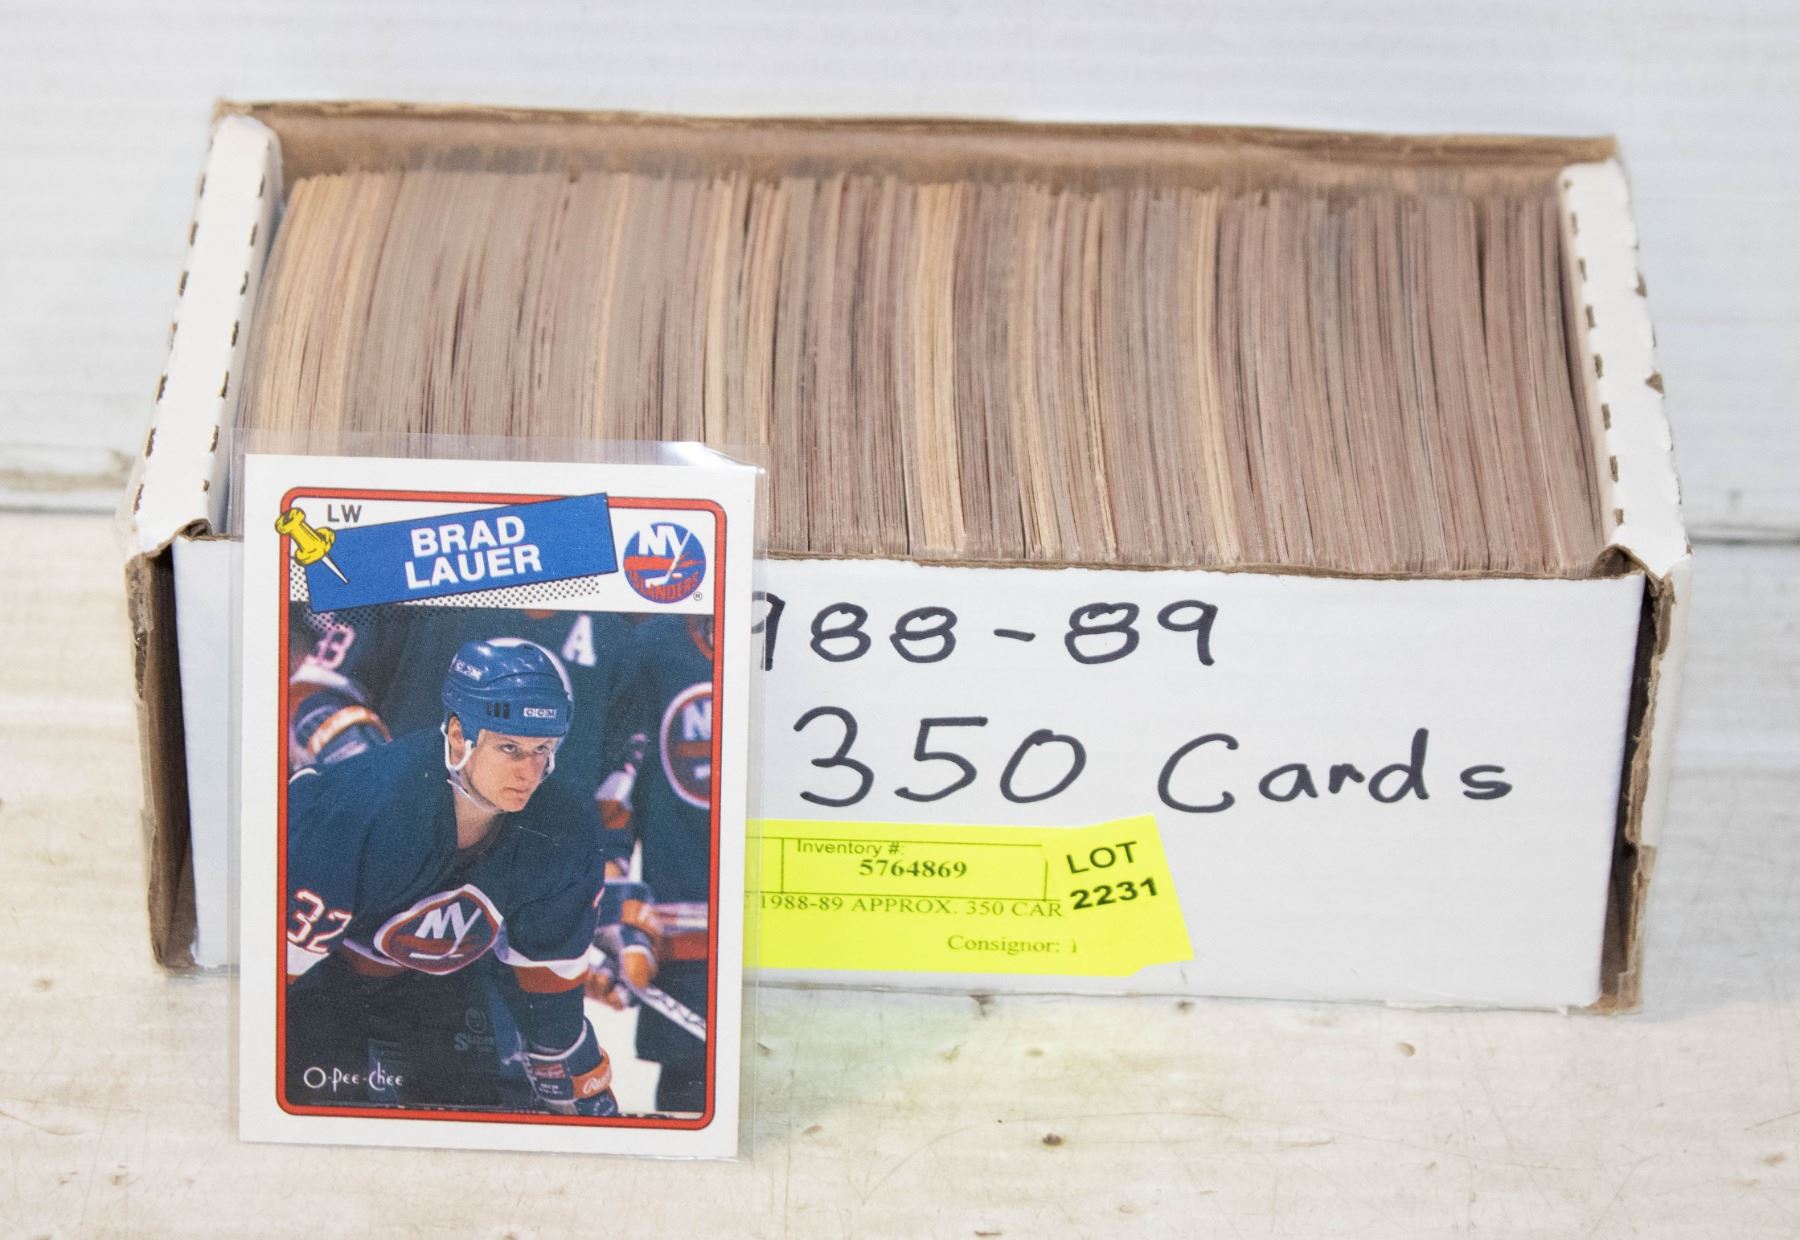 LW
BRAD
LAUER
NY
ISLANDERS
®
A
CCM
32
NY
O-Pee-Chee
988-89
350 Cards
Inventory #:
5764869
LOT
2231
1988-89 APPROX. 350 CAR
Consignor: